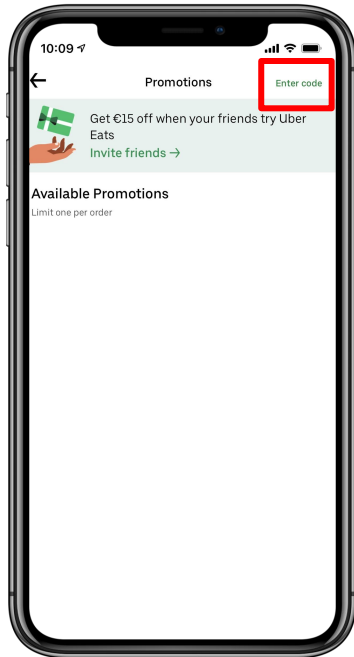 10:09
Promotions
Enter code
Get €15 off when your friends try Uber
Eats
Invite friends →
Available Promotions
Limit one per order